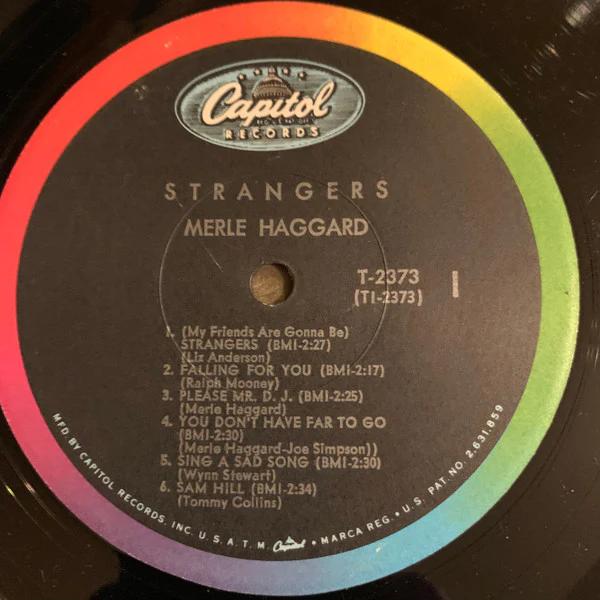 Capitol
RECORDS
STRANGERS
MERLE HAGGARD
T-2373
(T1-2373)
1
1. (My Friends Are Gonna Be)
STRANGERS (BMI-2:27)
(Liz Anderson)
2. FALLING FOR YOU (BMI-2:17)
(Ralph Mooney)
3. PLEASE MR. D. J. (BMI-2:25)
(Merle Haggard)
4. YOU DON'T HAVE FAR TO GO
(BMI-2:30)
(Merle Haggard-Joe Simpson))
5. SING A SAD SONG (BMI-2:30)
(Wynn Stewart)
6. SAM HILL (BMI-2:34)
(Tommy Collins)
MFD. BY CAPITOL RECORDS, INC. U. S. A. T. M. Capitol • MARCA REG. • U. S. PAT. NO. 2,631,859